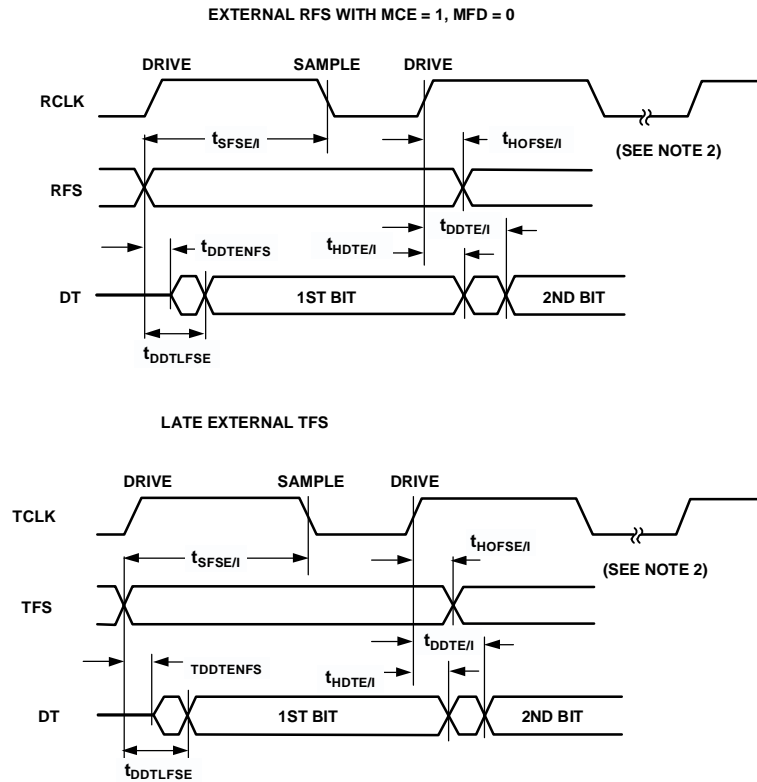 EXTERNAL RFS WITH MCE = 1, MFD = 0
DRIVE SAMPLE DRIVE
RCLK
tSFSE/I tHOFSE/I (SEE NOTE 2)
RFS
tDDTE/I
tDDTENFS tHDTE/I
DT 1ST BIT 2ND BIT
tDDTLFSE
LATE EXTERNAL TFS
DRIVE SAMPLE DRIVE
TCLK
tSFSE/I tHOFSE/I (SEE NOTE 2)
TFS
tDDTE/I
TDDTENFS tHDTE/I
DT 1ST BIT 2ND BIT
tDDTLFSE